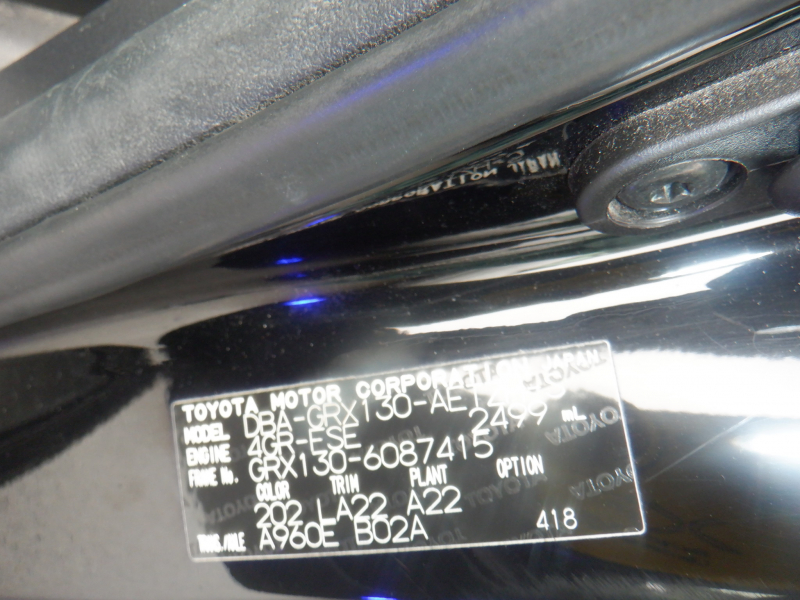 TOYOTA MOTOR CORPORATION JAPAN
MODEL DBA-GRX130-AET
ENGINE 4GR-FSE 2499 mL
FRAME No. GRX130-6087415
COLOR TRIM PLANT OPTION
202 LA22 A22
TRANS./AXLE A960E B02A 418